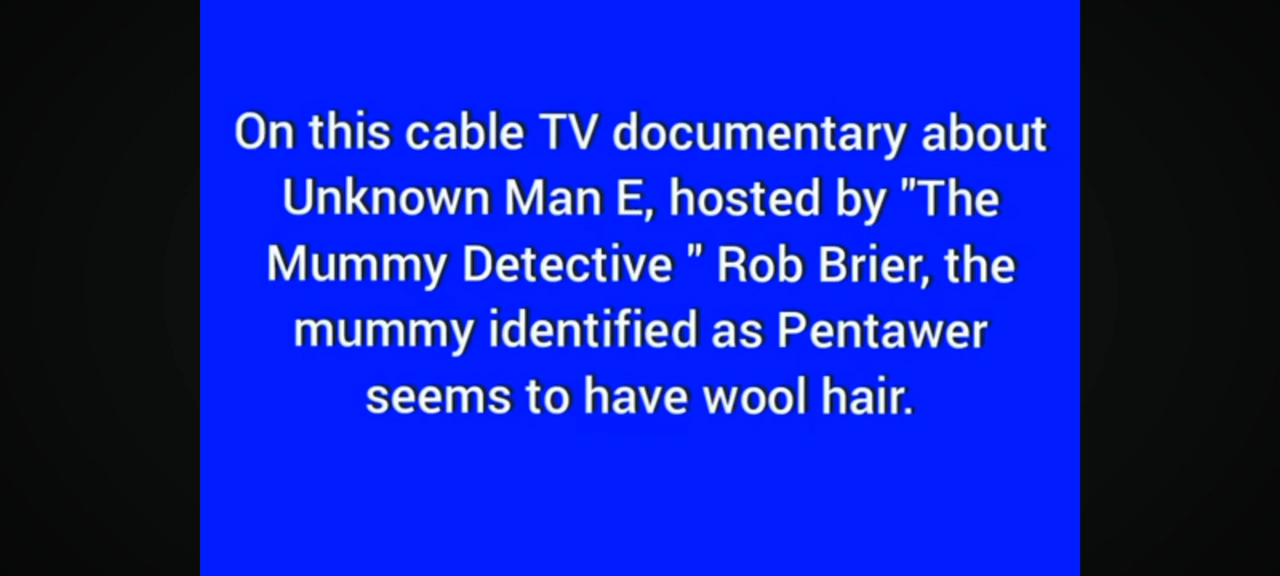 On this cable TV documentary about
Unknown Man E, hosted by "The
Mummy Detective " Rob Brier, the
mummy identified as Pentawer
seems to have wool hair.